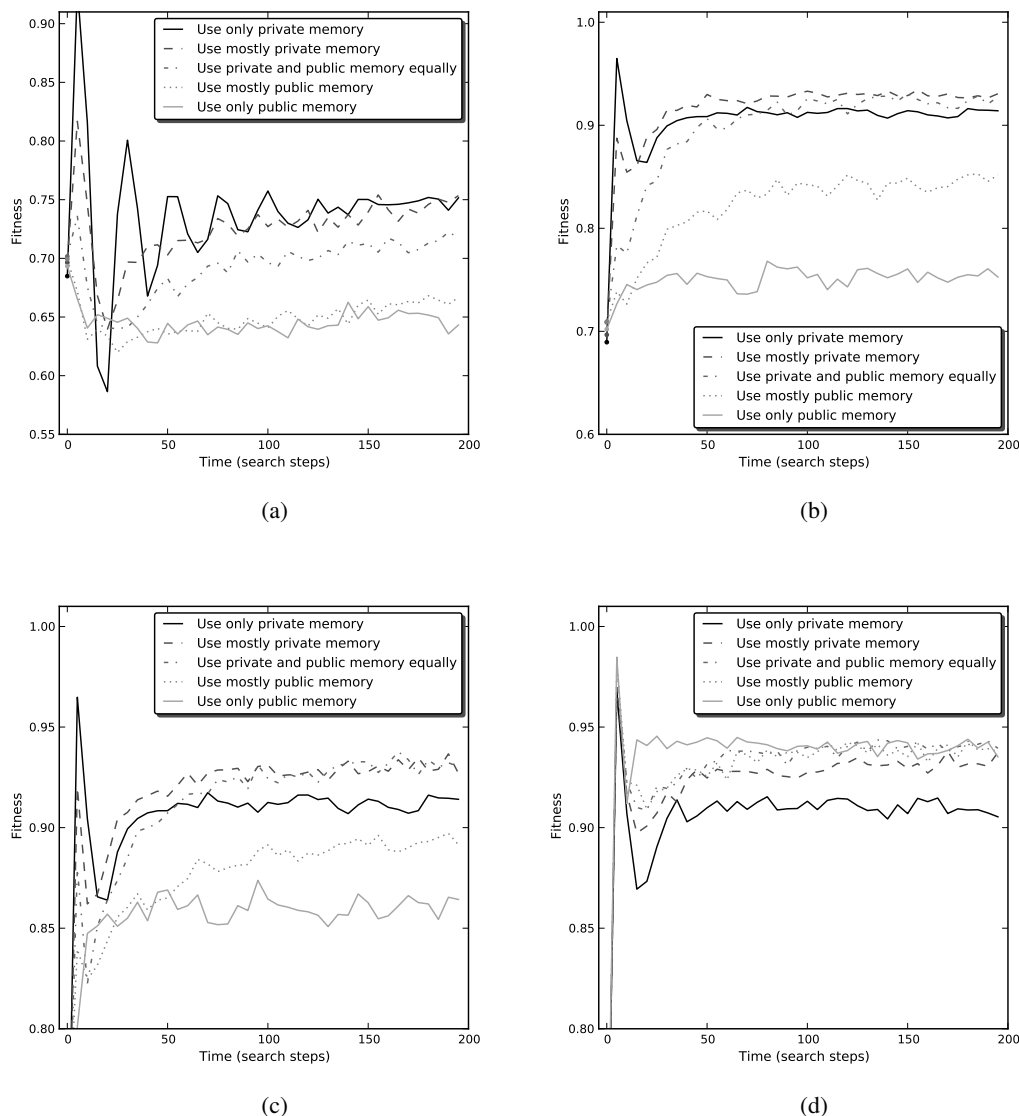 0.90
0.85
0.80
0.75
0.70
0.65
0.60
0.55
Fitness
0 50 100 150 200
Time (search steps)
Use only private memory
Use mostly private memory
Use private and public memory equally
Use mostly public memory
Use only public memory
(a)
1.0
0.9
0.8
0.7
0.6
Fitness
0 50 100 150 200
Time (search steps)
Use only private memory
Use mostly private memory
Use private and public memory equally
Use mostly public memory
Use only public memory
(b)
1.00
0.95
0.90
0.85
0.80
Fitness
0 50 100 150 200
Time (search steps)
Use only private memory
Use mostly private memory
Use private and public memory equally
Use mostly public memory
Use only public memory
(c)
1.00
0.95
0.90
0.85
0.80
Fitness
0 50 100 150 200
Time (search steps)
Use only private memory
Use mostly private memory
Use private and public memory equally
Use mostly public memory
Use only public memory
(d)